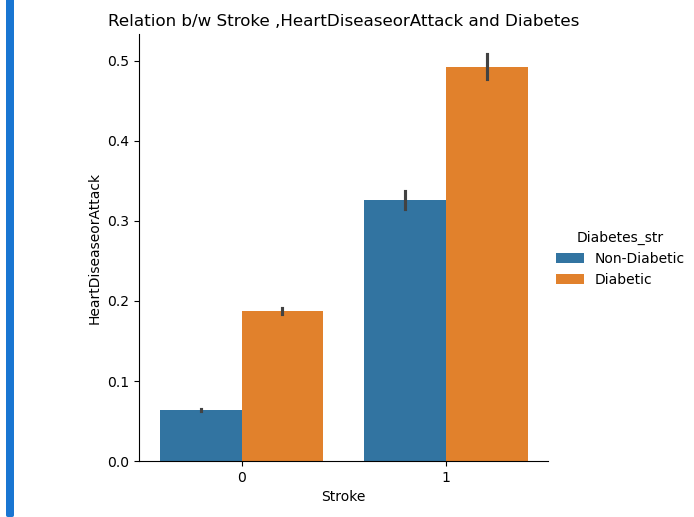 Relation b/w Stroke ,HeartDiseaseorAttack and Diabetes
0.5
0.4
0.3
0.2
0.1
0.0
HeartDiseaseorAttack
0 1
Stroke
Diabetes_str
Non-Diabetic
Diabetic